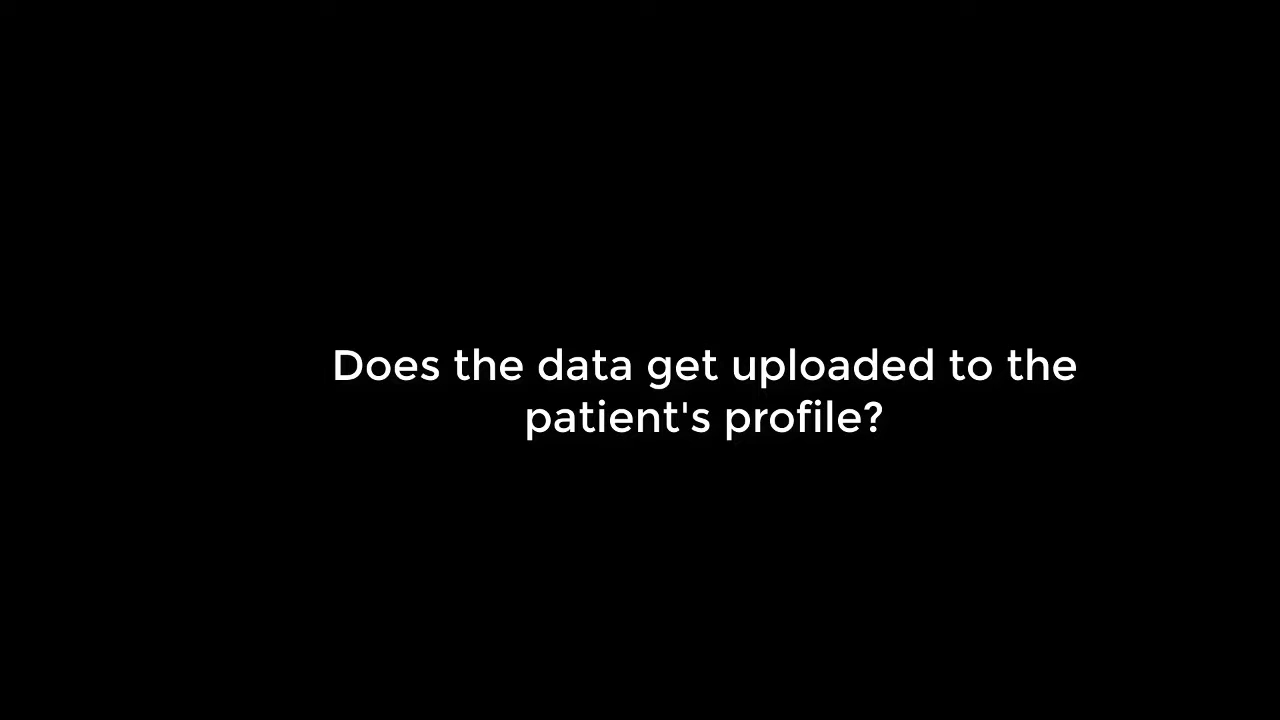 Does the data get uploaded to the
patient's profile?